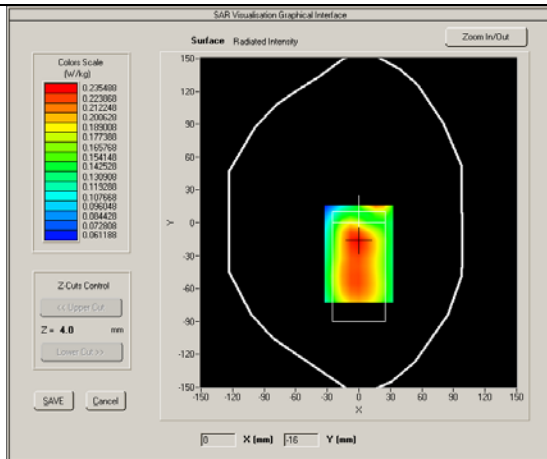 SAR Visualisation Graphical Interface
Surface Radiated Intensity
Zoom In/Out
Colors Scale
(W/kg)
0.235488
0.223868
0.212248
0.200628
0.189008
0.177388
0.165768
0.154148
0.142528
0.130908
0.119288
0.107668
0.096048
0.084428
0.072808
0.061188
Z-Cuts Control
<< Upper Cut
Z = 4.0 mm
Lower Cut >>
SAVE Cancel
150
120
90
60
30
0
-30
-60
-90
-120
-150
Y
-150 -120 -90 -60 -30 0 30 60 90 120 150
X
0 X (mm) -16 Y (mm)